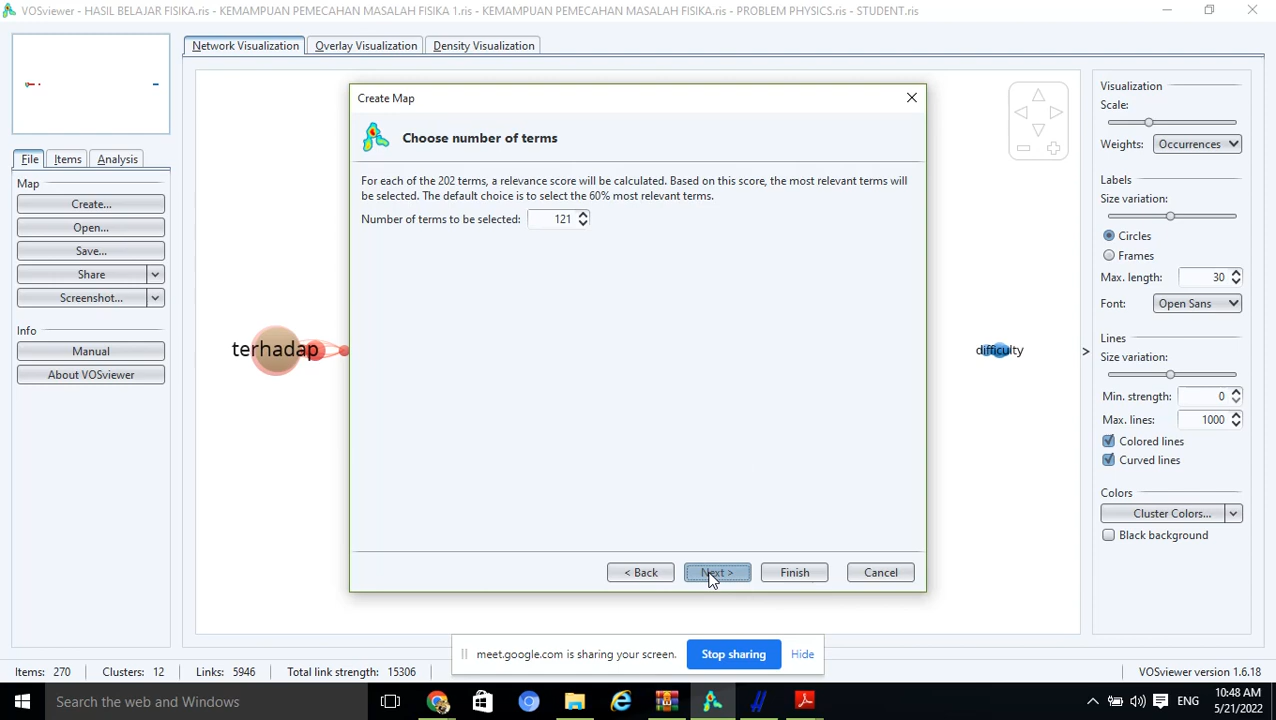 VOSviewer - HASIL BELAJAR FISIKA.ris - KEMAMPUAN PEMECAHAN MASALAH FISIKA 1.ris - KEMAMPUAN PEMECAHAN MASALAH FISIKA.ris - PROBLEM PHYSICS - STUDENT.ris
Network Visualization
Overlay Visualization
Density Visualization
File
Items
Analysis
Map
Create...
Open...
Save...
Share
Screenshot...
Info
Manual
About VOSviewer
terhadap
difficulty
Create Map
Choose number of terms
For each of the 202 terms, a relevance score will be calculated. Based on this score, the most relevant terms will
be selected. The default choice is to select the 60% most relevant terms.
Number of terms to be selected: 121
< Back
Next >
Finish
Cancel
Visualization
Scale:
Weights: Occurrences
Labels
Size variation:
Circles
Frames
Max. length: 30
Font: Open Sans
Lines
Size variation:
Min. strength: 0
Max. lines: 1000
Colored lines
Curved lines
Colors
Cluster Colors...
Black background
meet.google.com is sharing your screen.
Stop sharing
Hide
Items: 270
Clusters: 12
Links: 5946
Total link strength: 15306
VOSviewer version 1.6.18
Search the web and Windows
ENG
10:48 AM
5/21/2022